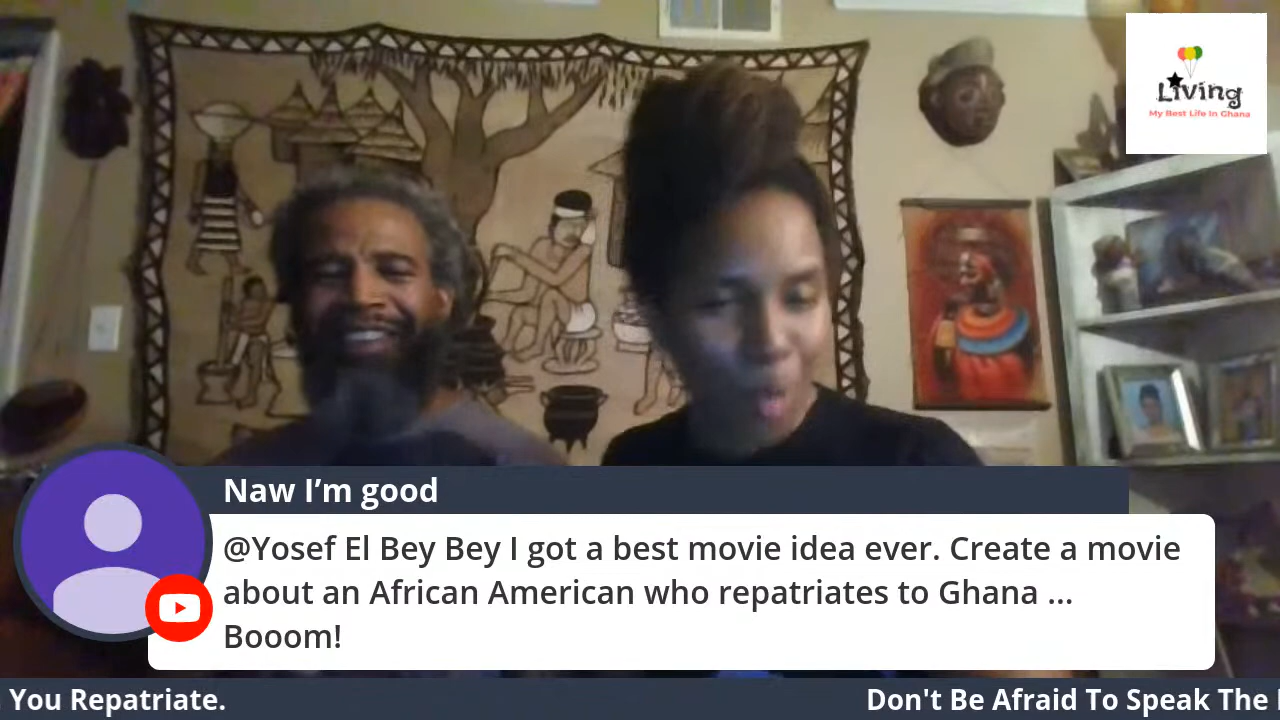 Living
My Best Life In Ghana
Naw I’m good
@Yosef El Bey Bey I got a best movie idea ever. Create a movie
about an African American who repatriates to Ghana ...
Booom!
You Repatriate.
Don't Be Afraid To Speak The